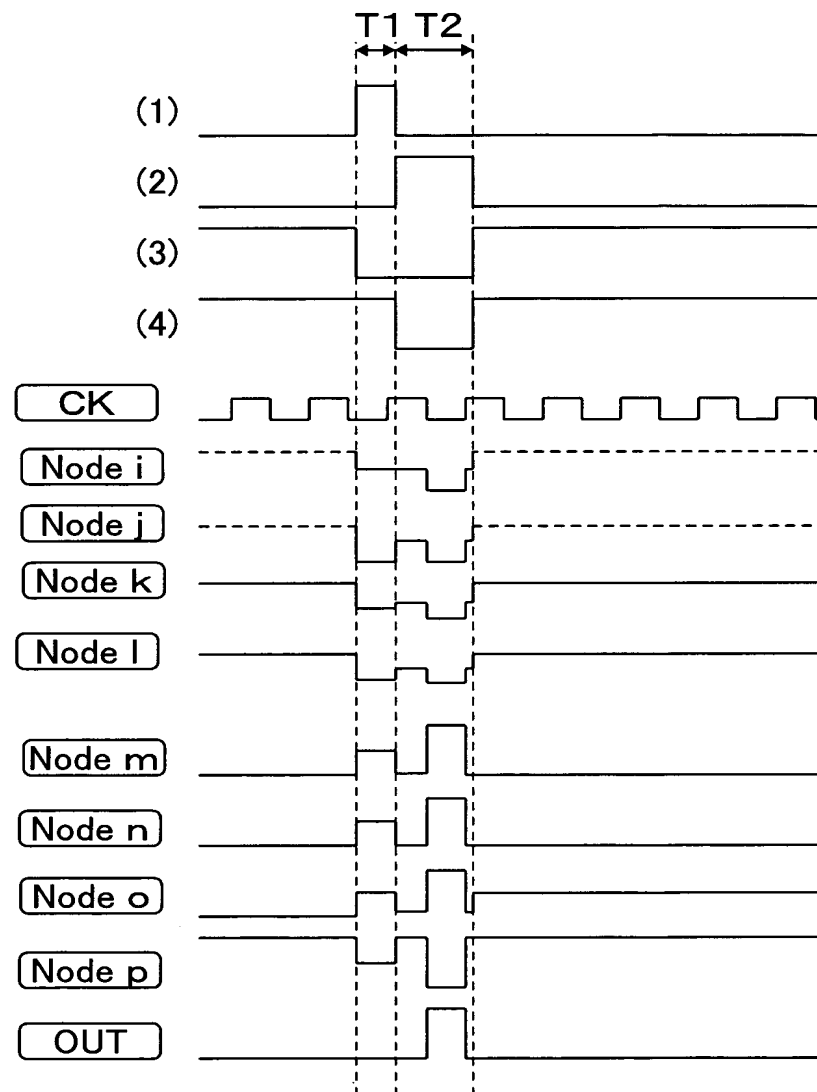 T1 T2
(1)
(2)
(3)
(4)
CK
Node i
Node j
Node k
Node l
Node m
Node n
Node o
Node p
OUT